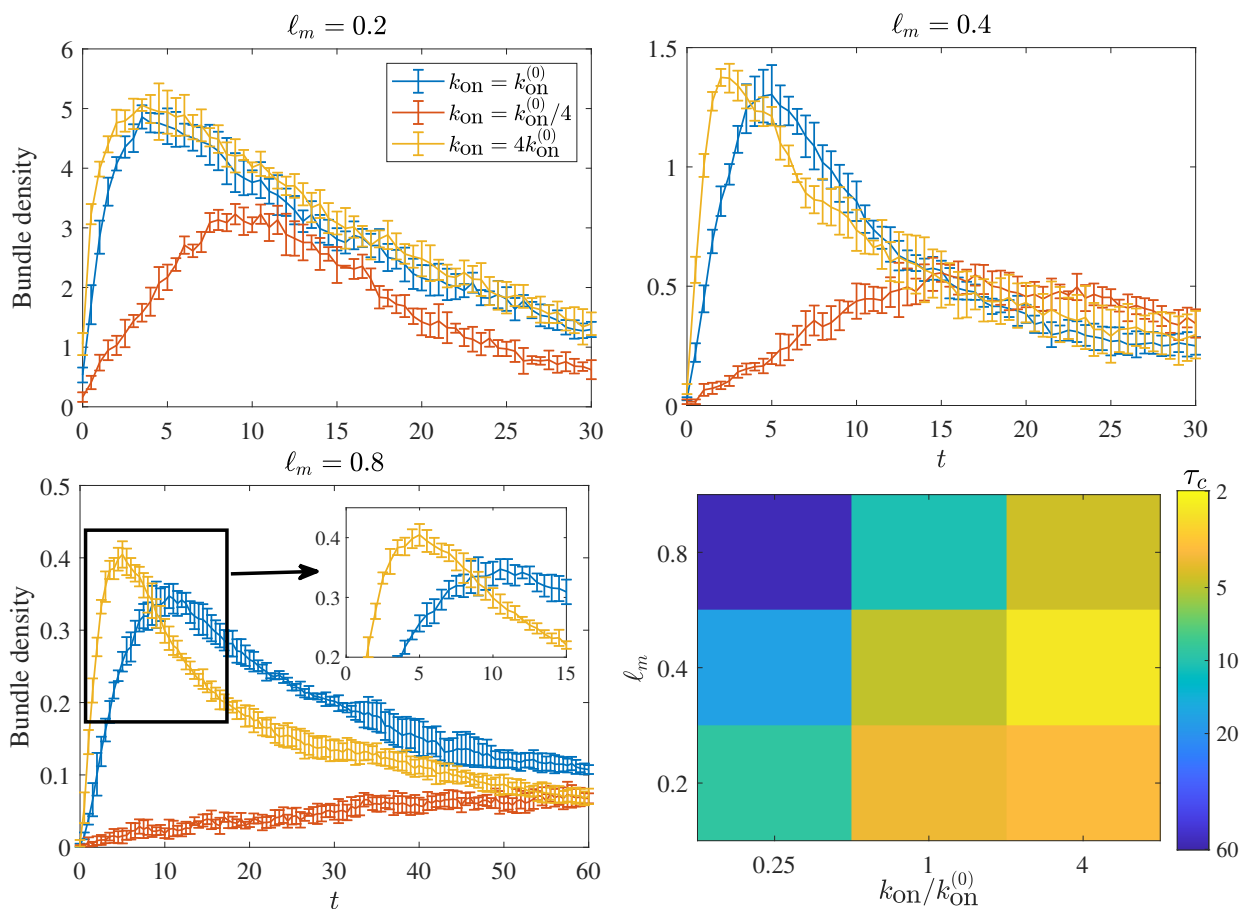 ℓₘ = 0.2
6
5
4
3
2
1
0
Bundle density
k_on = k_on^(0)
k_on = k_on^(0)/4
k_on = 4k_on^(0)
0 5 10 15 20 25 30
ℓₘ = 0.4
1.5
1
0.5
0
0 5 10 15 20 25 30
t
ℓₘ = 0.8
0.5
0.4
0.3
0.2
0.1
0
Bundle density
0.4
0.3
0.2
0 5 10 15
0 10 20 30 40 50 60
t
τ_c
0.8
0.4
0.2
ℓₘ
0.25 1 4
k_on/k_on^(0)
2
5
10
20
60